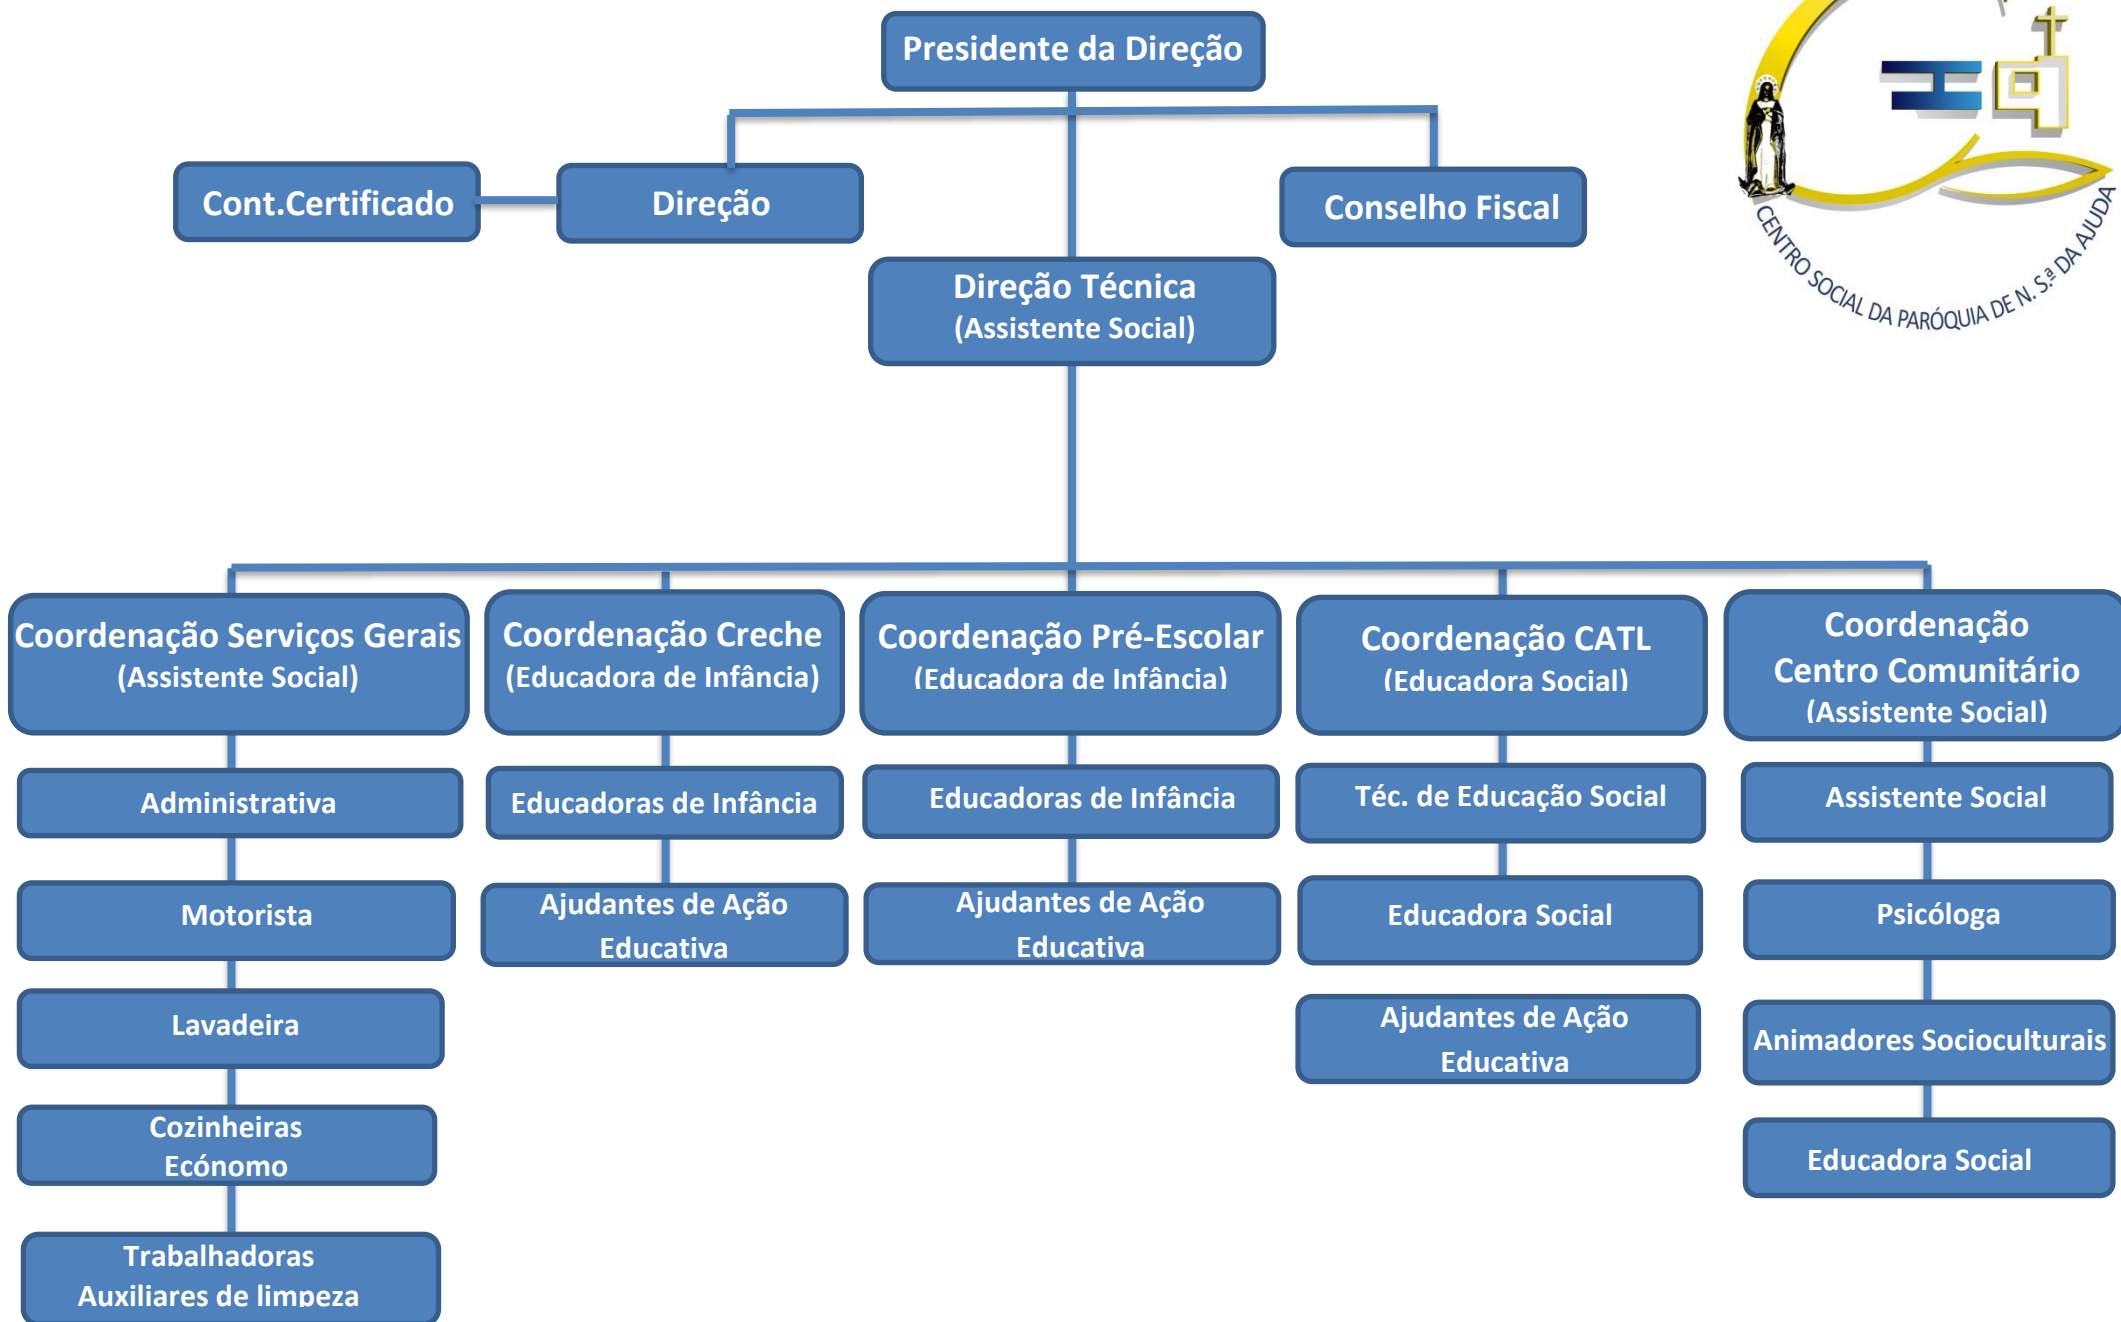 Presidente da Direção
Cont.Certificado
Direção
Conselho Fiscal
CENTRO SOCIAL DA PARÓQUIA DE N. S.ª DA AJUDA
Direção Técnica
(Assistente Social)
Coordenação Serviços Gerais
(Assistente Social)
Coordenação Creche
(Educadora de Infância)
Coordenação Pré-Escolar
(Educadora de Infância)
Coordenação CATL
(Educadora Social)
Coordenação
Centro Comunitário
(Assistente Social)
Administrativa
Educadoras de Infância
Educadoras de Infância
Téc. de Educação Social
Assistente Social
Motorista
Ajudantes de Ação
Educativa
Ajudantes de Ação
Educativa
Educadora Social
Psicóloga
Lavadeira
Ajudantes de Ação
Educativa
Animadores Socioculturais
Cozinheiras
Ecónomo
Educadora Social
Trabalhadoras
Auxiliares de limpeza